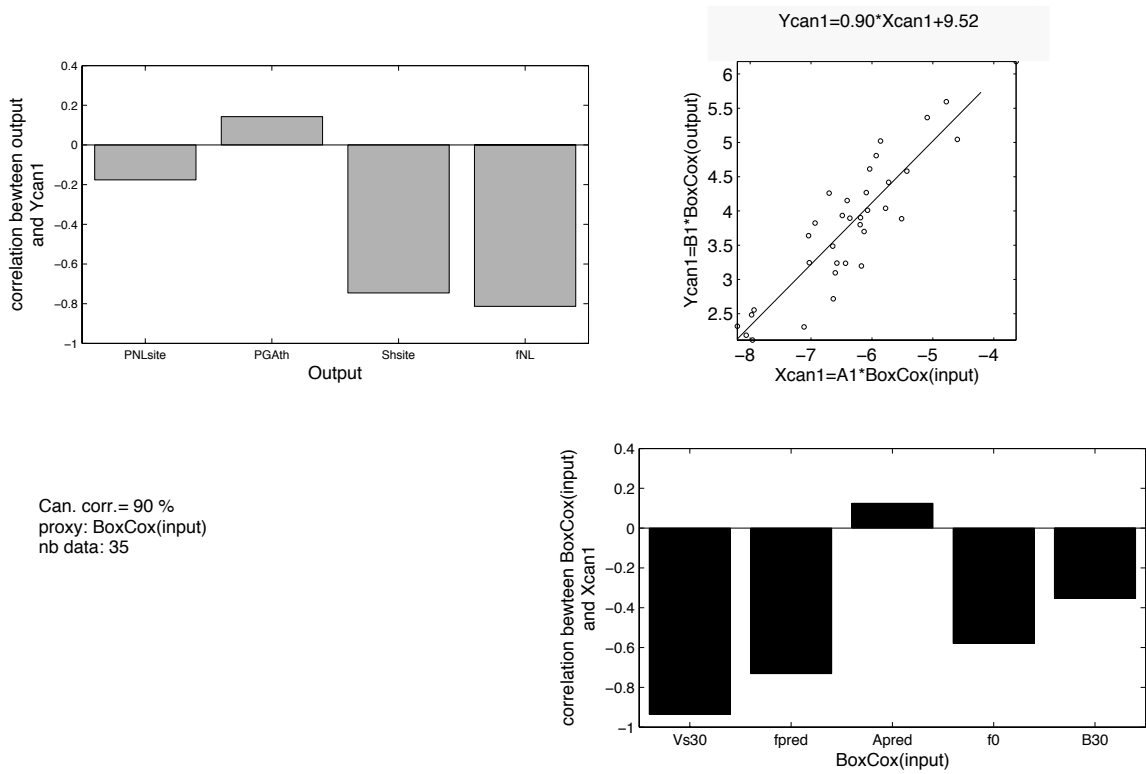 0.4
0.2
0
−0.2
−0.4
−0.6
−0.8
−1
correlation bewteen output
and Ycan1
PNLsite PGAth Shsite fNL
Output
Ycan1=0.90*Xcan1+9.52
6
5.5
5
4.5
4
3.5
3
2.5
Ycan1=B1*BoxCox(output)
−8 −7 −6 −5 −4
Xcan1=A1*BoxCox(input)
Can. corr.= 90 %
proxy: BoxCox(input)
nb data: 35
0.4
0.2
0
−0.2
−0.4
−0.6
−0.8
−1
correlation bewteen BoxCox(input)
and Xcan1
Vs30 fpred Apred f0 B30
BoxCox(input)